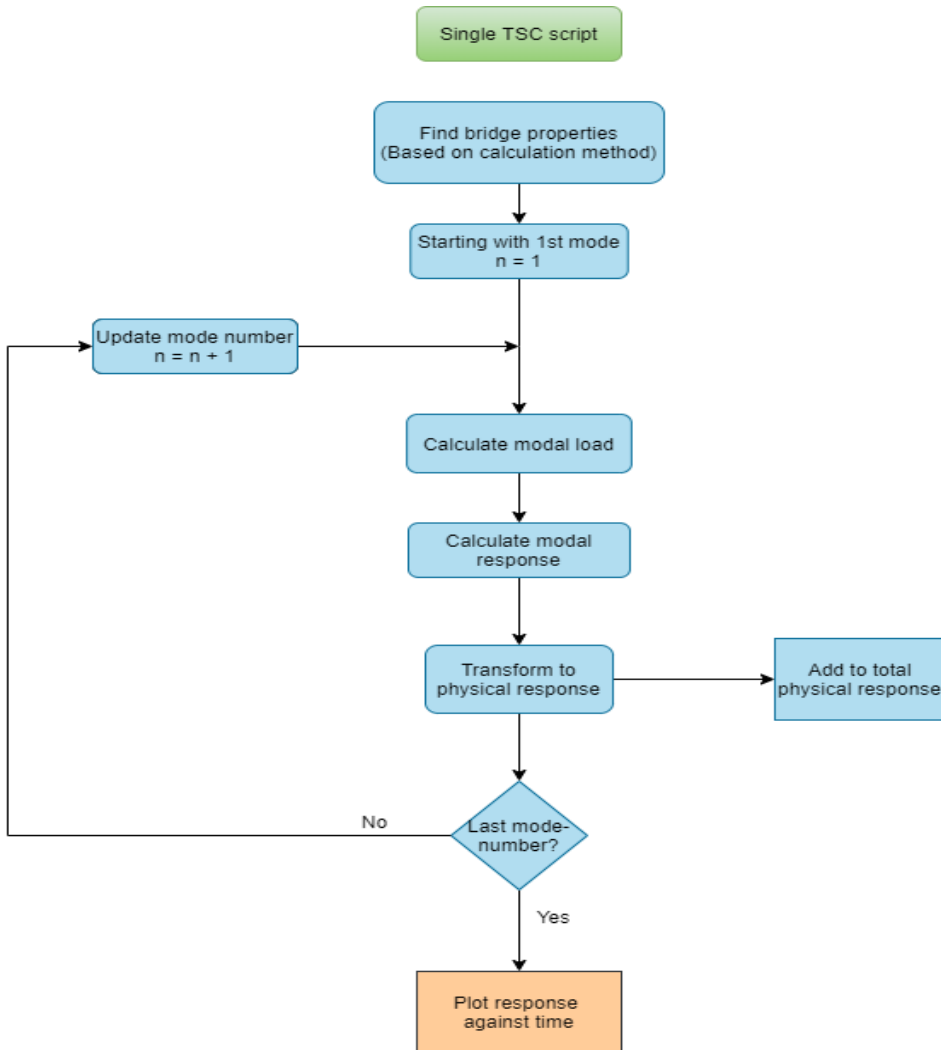 Single TSC script
Find bridge properties
(Based on calculation method)
Starting with 1st mode
n = 1
Update mode number
n = n + 1
Calculate modal load
Calculate modal
response
Transform to
physical response
Add to total
physical response
Last mode-
number?
No
Yes
Plot response
against time